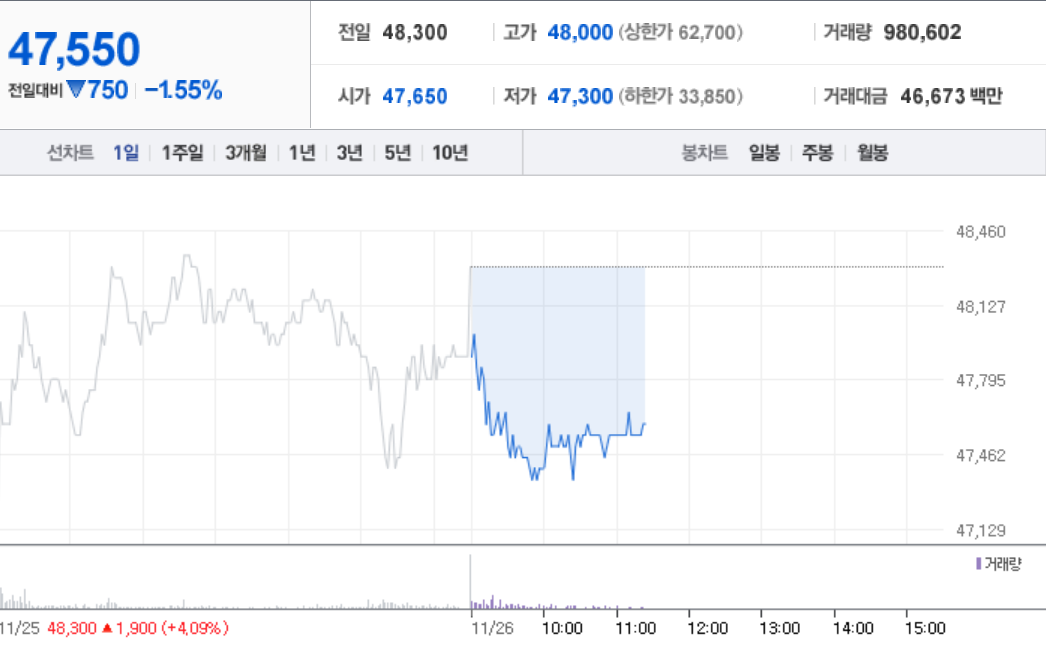 47,550
전일대비 ▼750 −1.55%
전일 48,300 고가 48,000 (상한가 62,700) 거래량 980,602
시가 47,650 저가 47,300 (하한가 33,850) 거래대금 46,673 백만
선차트 1일 1주일 3개월 1년 3년 5년 10년 봉차트 일봉 주봉 월봉
48,460
48,127
47,795
47,462
47,129
거래량
11/25 48,300 ▲ 1,900 (+4,09%) 11/26 10:00 11:00 12:00 13:00 14:00 15:00